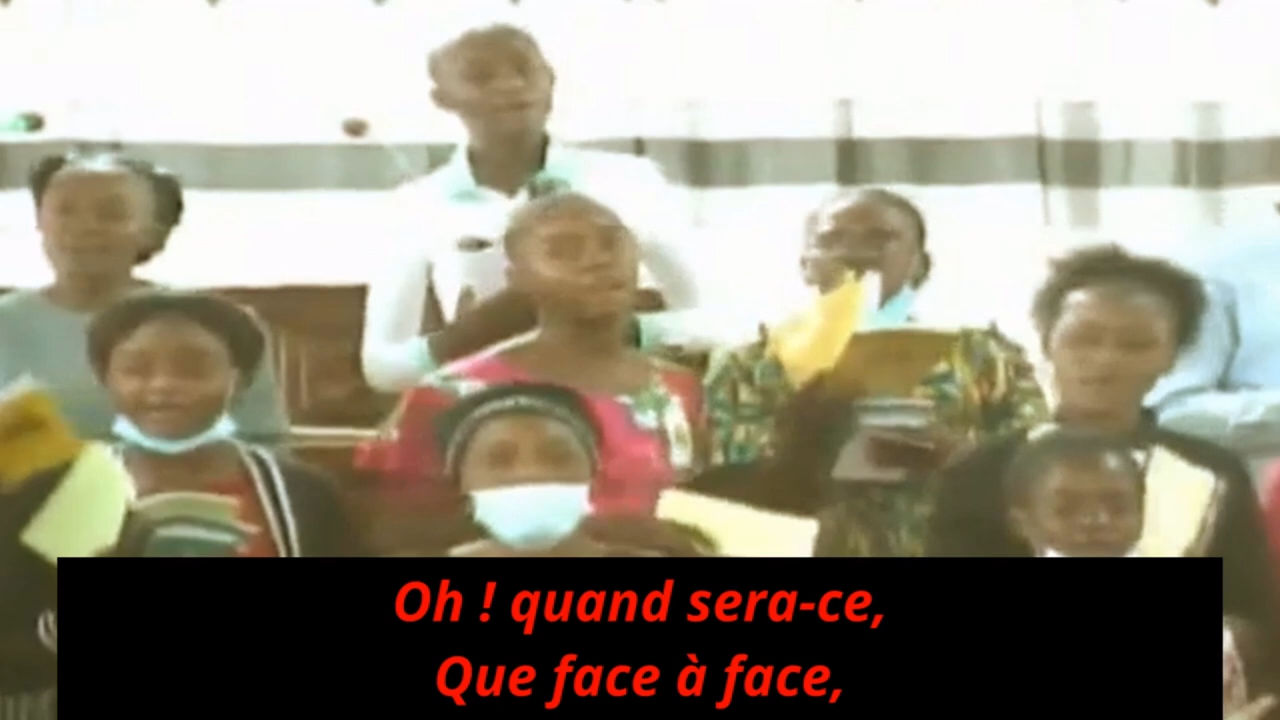 Oh ! quand sera-ce,
Que face à face,